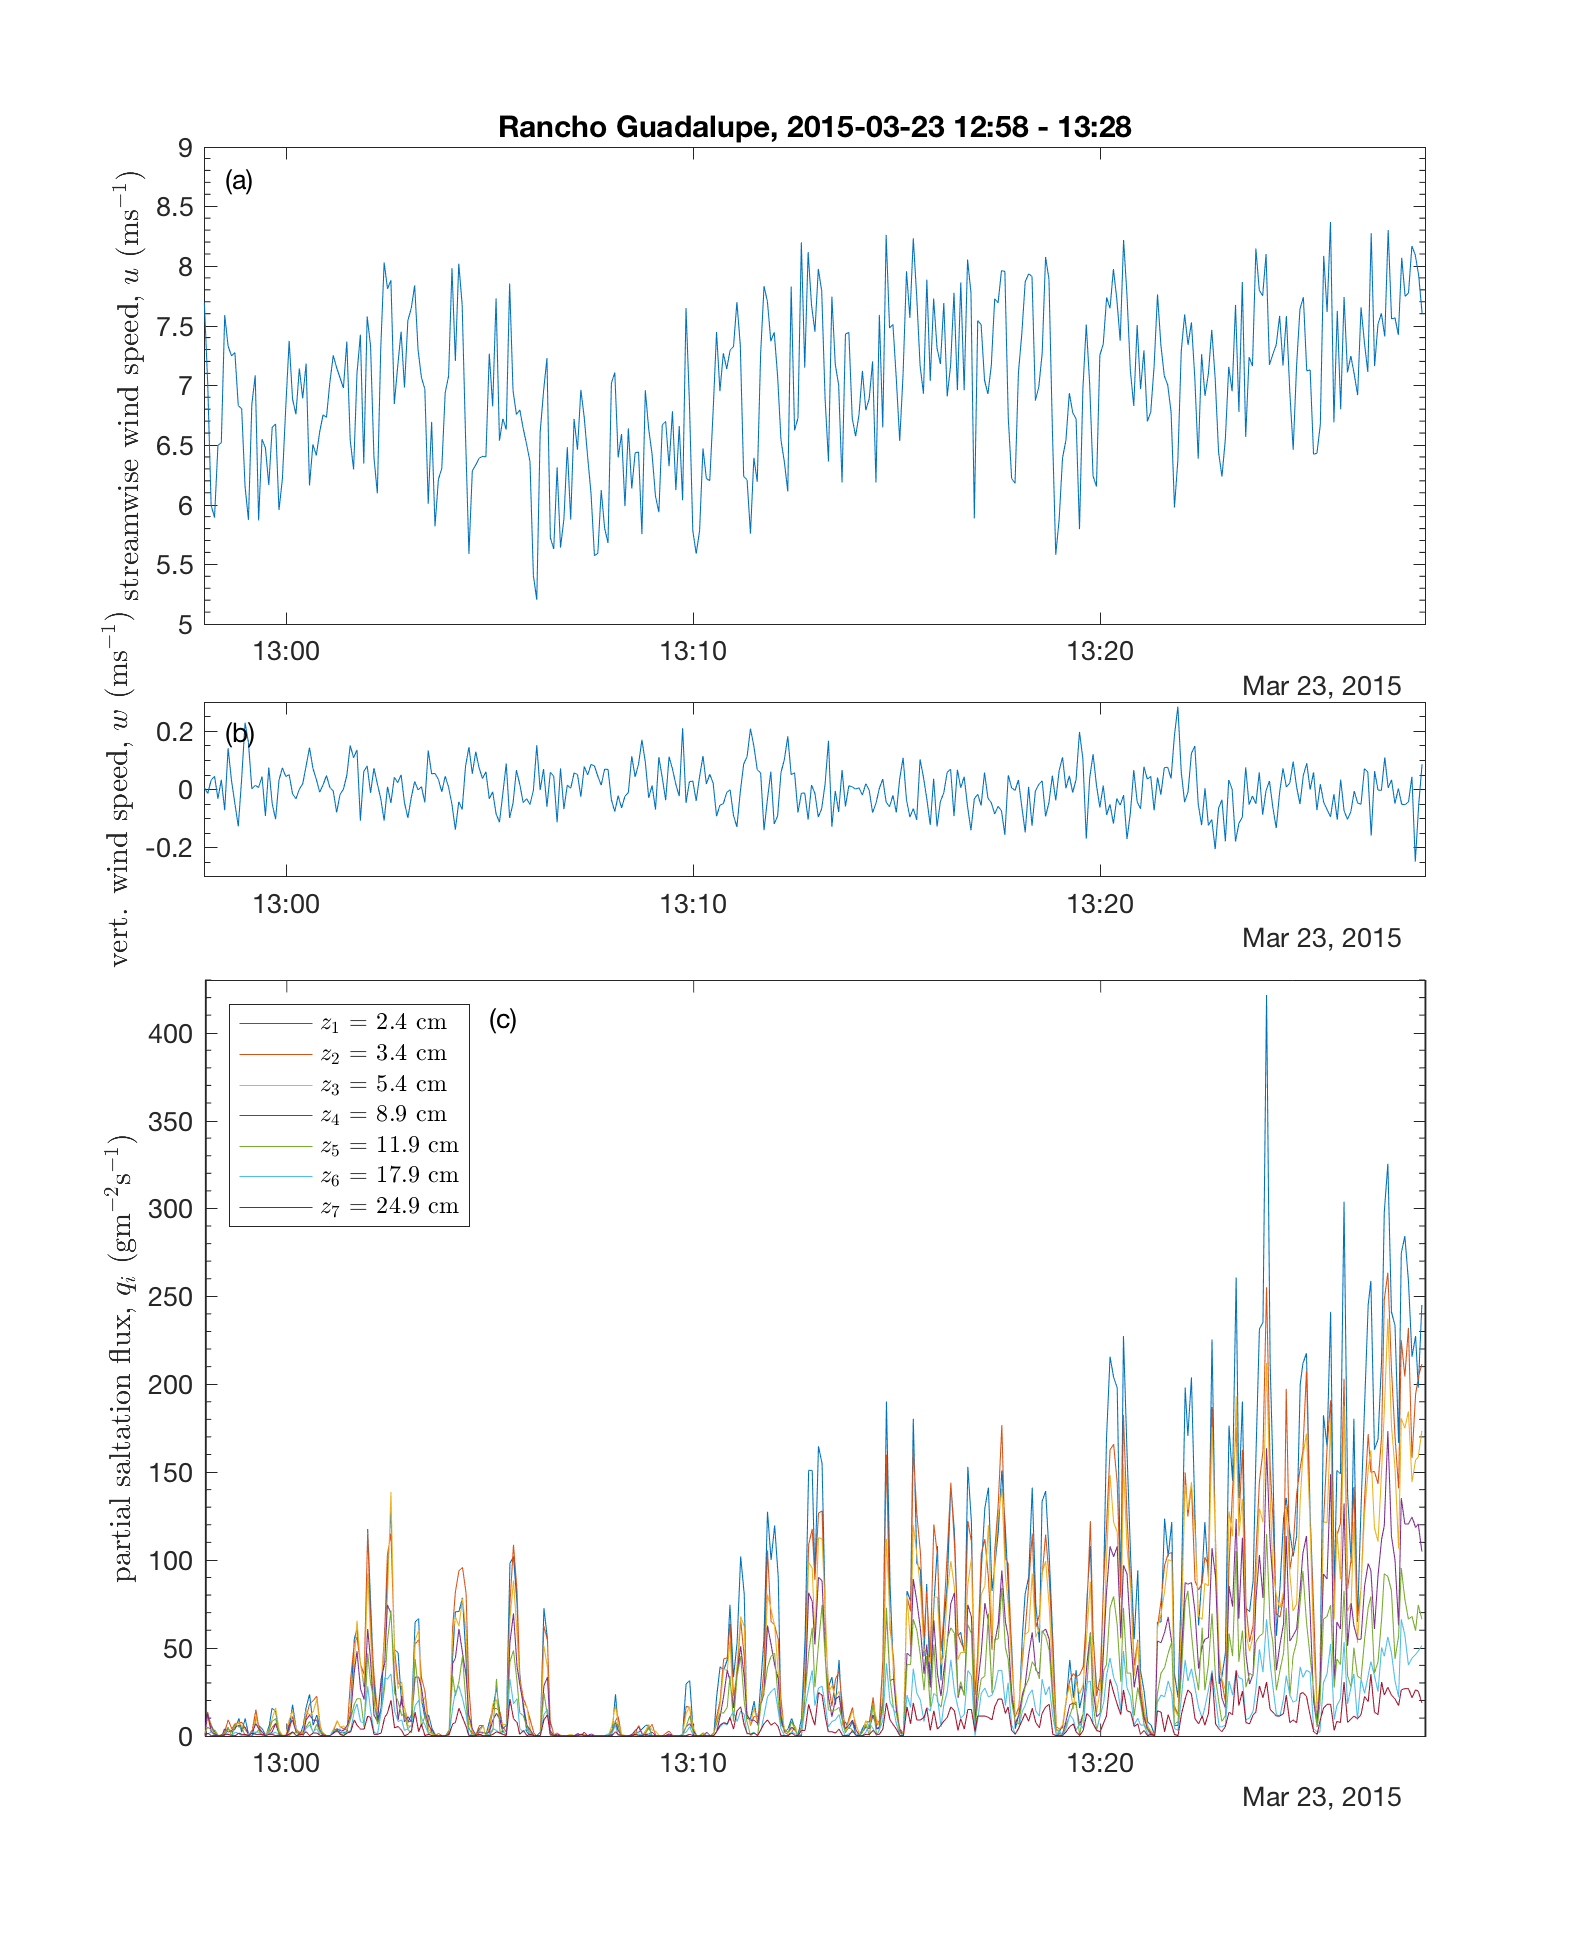 Rancho Guadalupe, 2015-03-23 12:58 - 13:28
(a)
streamwise wind speed, u (ms⁻¹)
9
8.5
8
7.5
7
6.5
6
5.5
5
13:00 13:10 13:20
Mar 23, 2015
(b)
vert. wind speed, w (ms⁻¹)
0.2
0
-0.2
13:00 13:10 13:20
Mar 23, 2015
(c)
partial saltation flux, qᵢ (gm⁻²s⁻¹)
z₁ = 2.4 cm
z₂ = 3.4 cm
z₃ = 5.4 cm
z₄ = 8.9 cm
z₅ = 11.9 cm
z₆ = 17.9 cm
z₇ = 24.9 cm
400
350
300
250
200
150
100
50
0
13:00 13:10 13:20
Mar 23, 2015